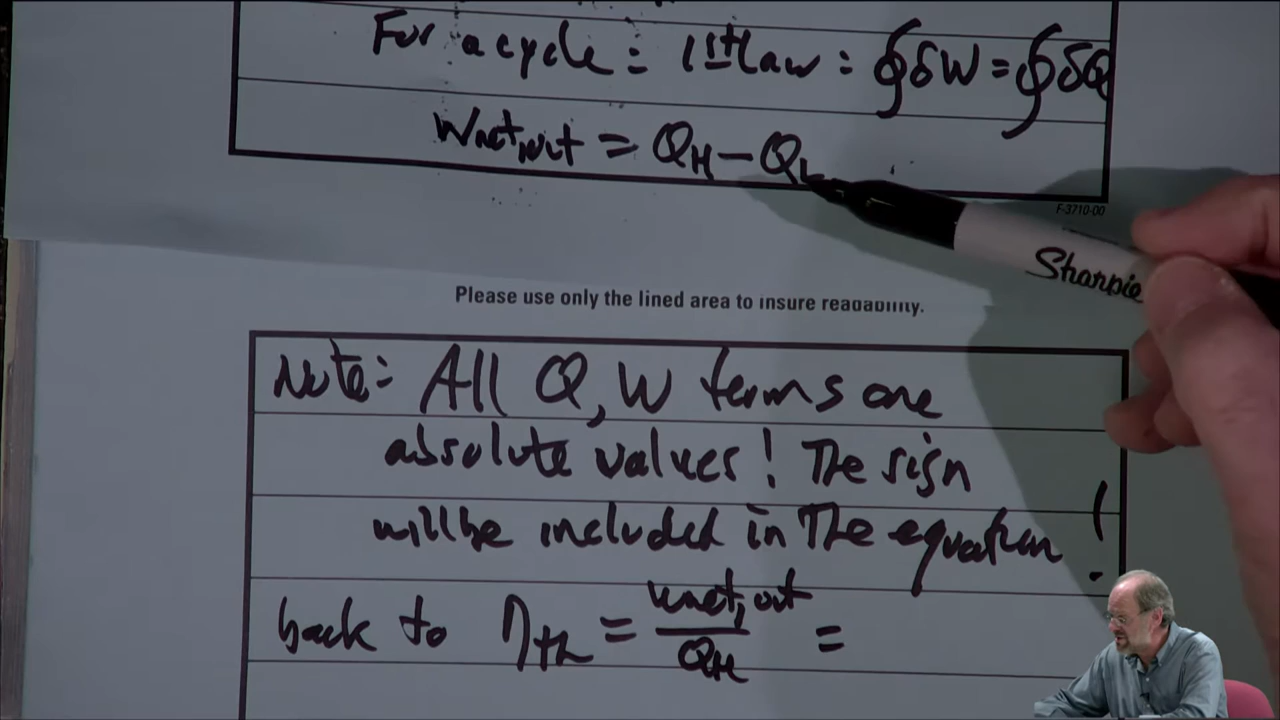 For a cycle: 1st law: ∮δW = ∮δQ
Wnet,out = QH − QL
F-3710-00
Sharpie
Please use only the lined area to insure readability.
Note: All Q, W terms are
absolute values! The sign
will be included in The equation!
back to ηth = Wnet,out / QH =